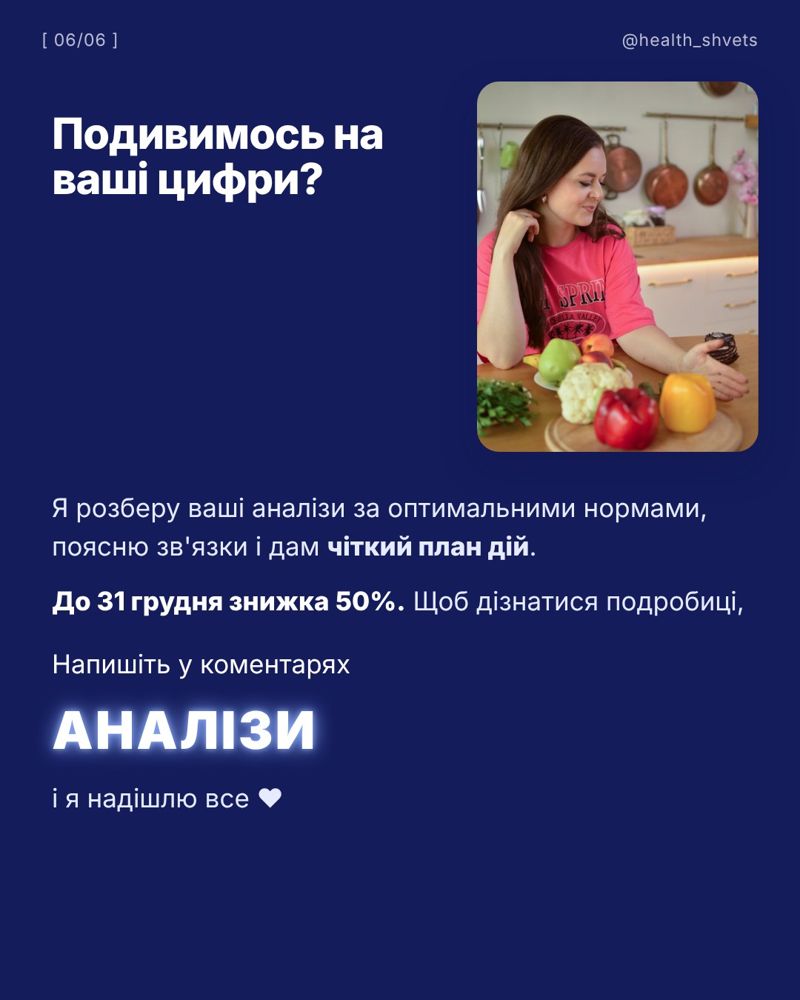 [ 06/06 ]
@health_shvets
Подивимось на
ваші цифри?
Я розберу ваші аналізи за оптимальними нормами,
поясню зв'язки і дам чіткий план дій.
До 31 грудня знижка 50%. Щоб дізнатися подробиці,
Напишіть у коментарях
АНАЛІЗИ
і я надішлю все ♥